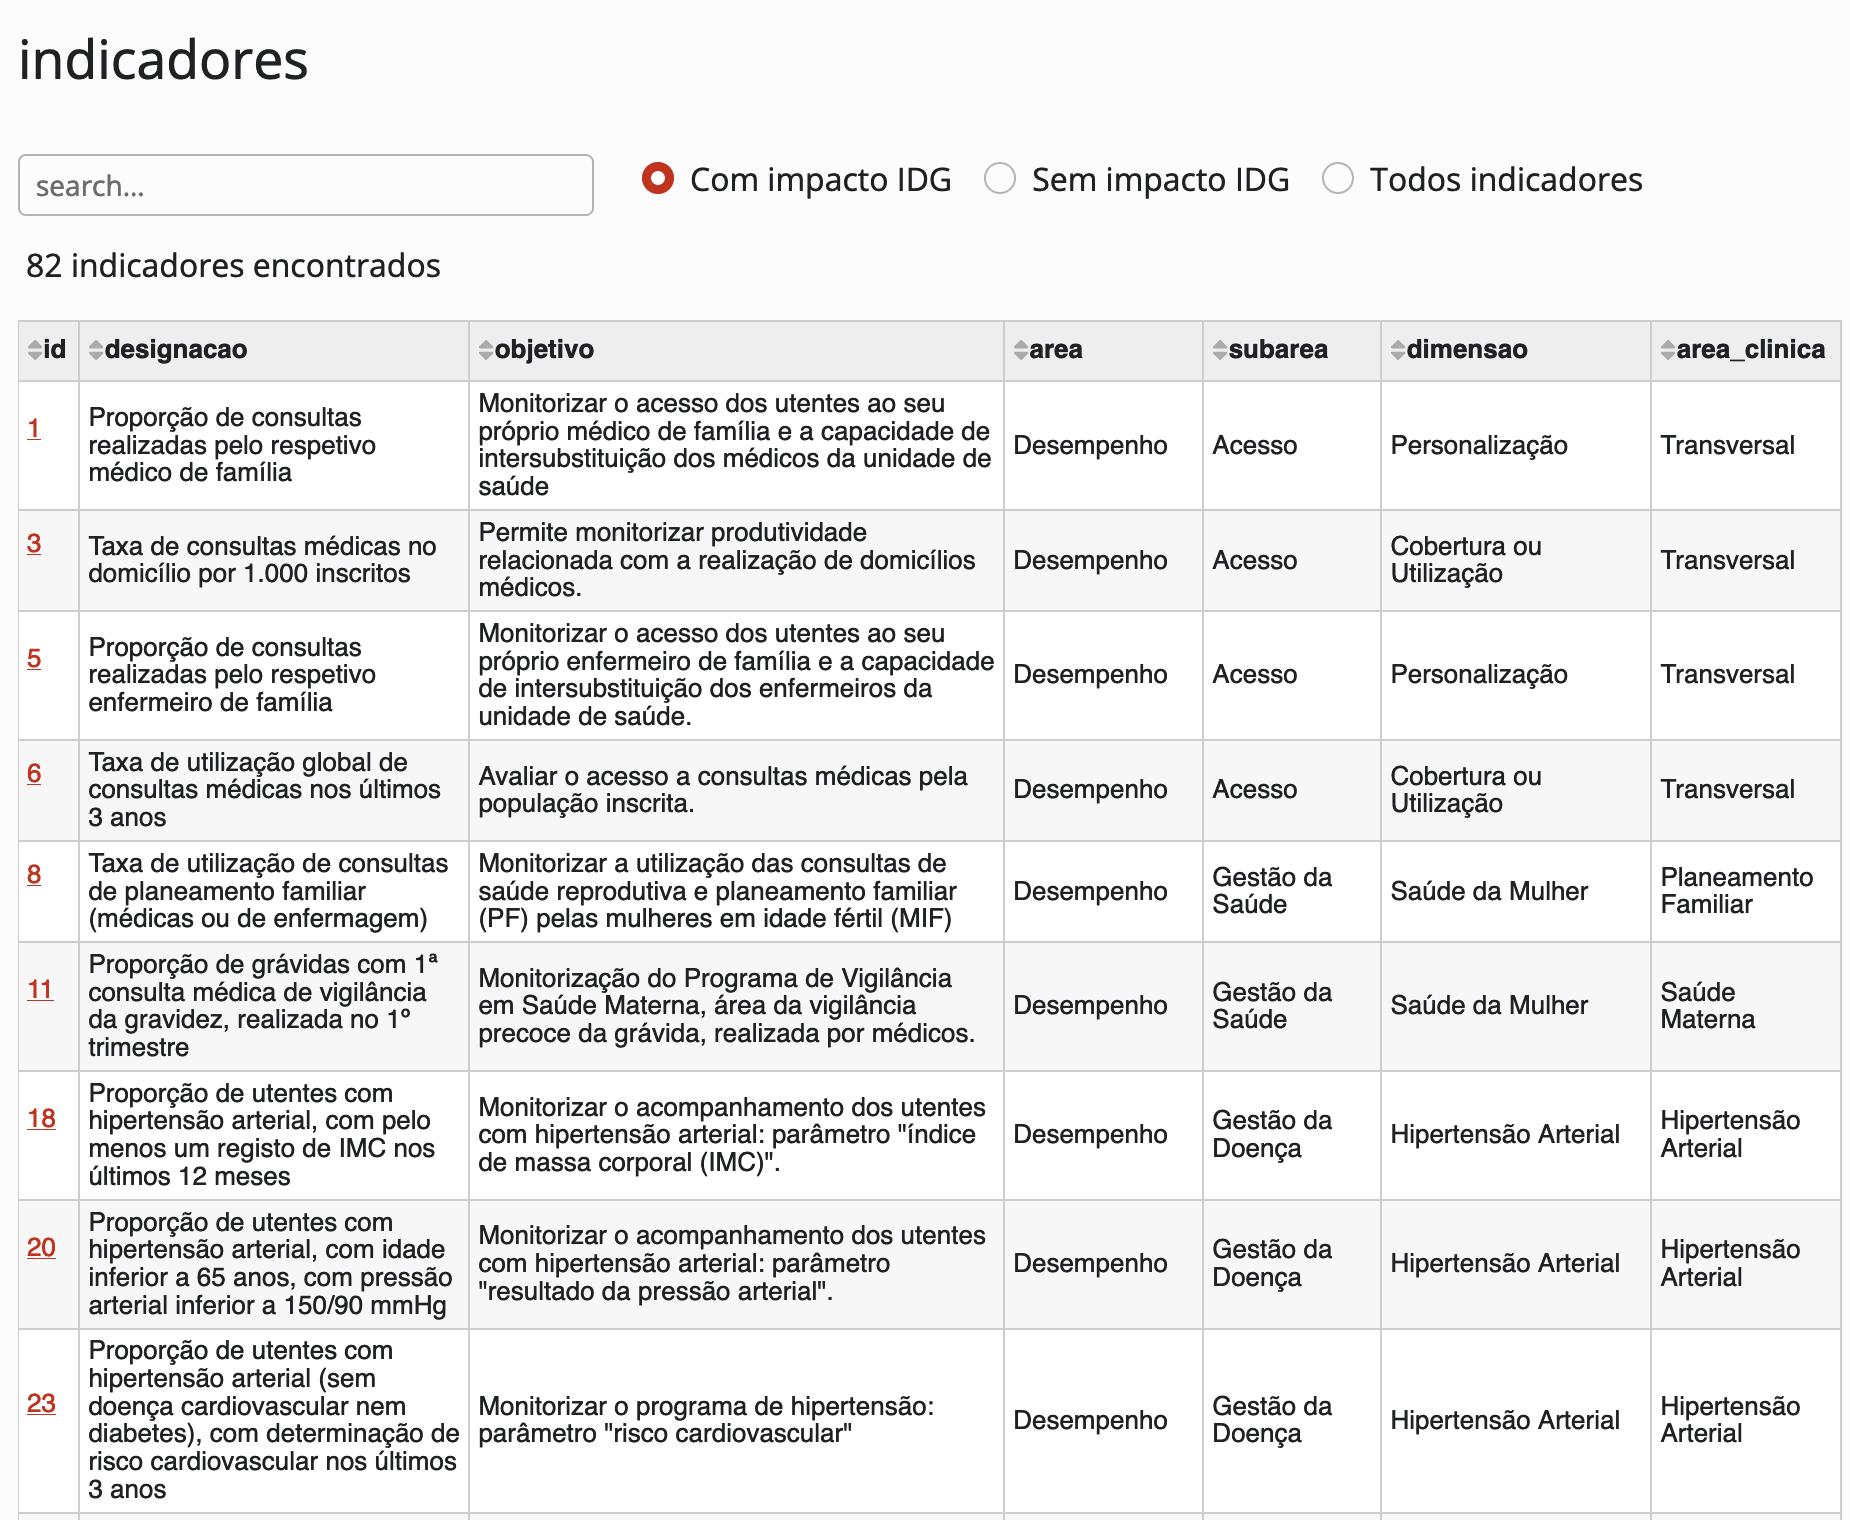 indicadores
search...
Com impacto IDG
Sem impacto IDG
Todos indicadores
82 indicadores encontrados
id
designacao
objetivo
area
subarea
dimensao
area_clinica
1
Proporção de consultas
realizadas pelo respetivo
médico de família
Monitorizar o acesso dos utentes ao seu
próprio médico de família e a capacidade de
intersubstituição dos médicos da unidade de
saúde
Desempenho
Acesso
Personalização
Transversal
3
Taxa de consultas médicas no
domicílio por 1.000 inscritos
Permite monitorizar produtividade
relacionada com a realização de domicílios
médicos.
Desempenho
Acesso
Cobertura ou
Utilização
Transversal
5
Proporção de consultas
realizadas pelo respetivo
enfermeiro de família
Monitorizar o acesso dos utentes ao seu
próprio enfermeiro de família e a capacidade
de intersubstituição dos enfermeiros da
unidade de saúde.
Desempenho
Acesso
Personalização
Transversal
6
Taxa de utilização global de
consultas médicas nos últimos
3 anos
Avaliar o acesso a consultas médicas pela
população inscrita.
Desempenho
Acesso
Cobertura ou
Utilização
Transversal
8
Taxa de utilização de consultas
de planeamento familiar
(médicas ou de enfermagem)
Monitorizar a utilização das consultas de
saúde reprodutiva e planeamento familiar
(PF) pelas mulheres em idade fértil (MIF)
Desempenho
Gestão da
Saúde
Saúde da Mulher
Planeamento
Familiar
11
Proporção de grávidas com 1ª
consulta médica de vigilância
da gravidez, realizada no 1º
trimestre
Monitorização do Programa de Vigilância
em Saúde Materna, área da vigilância
precoce da grávida, realizada por médicos.
Desempenho
Gestão da
Saúde
Saúde da Mulher
Saúde
Materna
18
Proporção de utentes com
hipertensão arterial, com pelo
menos um registo de IMC nos
últimos 12 meses
Monitorizar o acompanhamento dos utentes
com hipertensão arterial: parâmetro "índice
de massa corporal (IMC)".
Desempenho
Gestão da
Doença
Hipertensão Arterial
Hipertensão
Arterial
20
Proporção de utentes com
hipertensão arterial, com idade
inferior a 65 anos, com pressão
arterial inferior a 150/90 mmHg
Monitorizar o acompanhamento dos utentes
com hipertensão arterial: parâmetro
"resultado da pressão arterial".
Desempenho
Gestão da
Doença
Hipertensão Arterial
Hipertensão
Arterial
23
Proporção de utentes com
hipertensão arterial (sem
doença cardiovascular nem
diabetes), com determinação de
risco cardiovascular nos últimos
3 anos
Monitorizar o programa de hipertensão:
parâmetro "risco cardiovascular"
Desempenho
Gestão da
Doença
Hipertensão Arterial
Hipertensão
Arterial